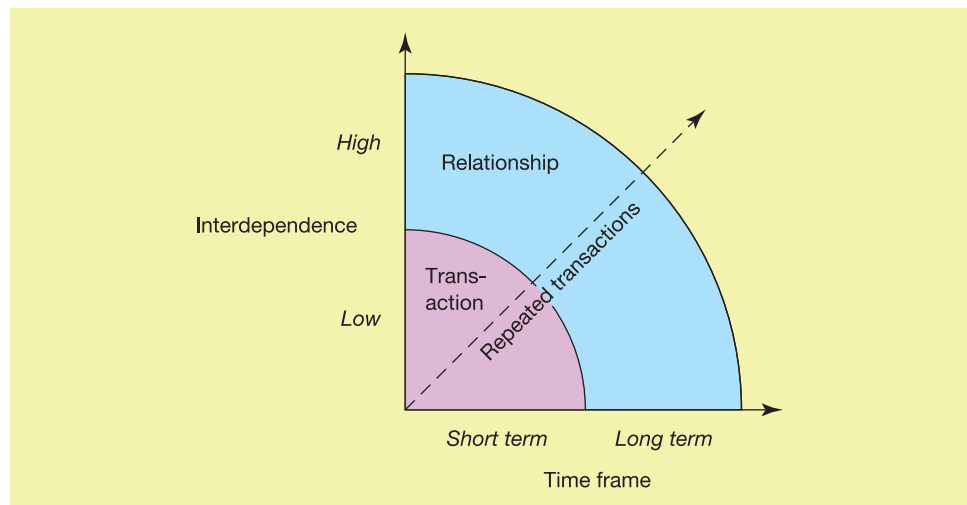 High
Relationship
Interdependence
Trans-
action
Low
Repeated transactions
Short term
Long term
Time frame